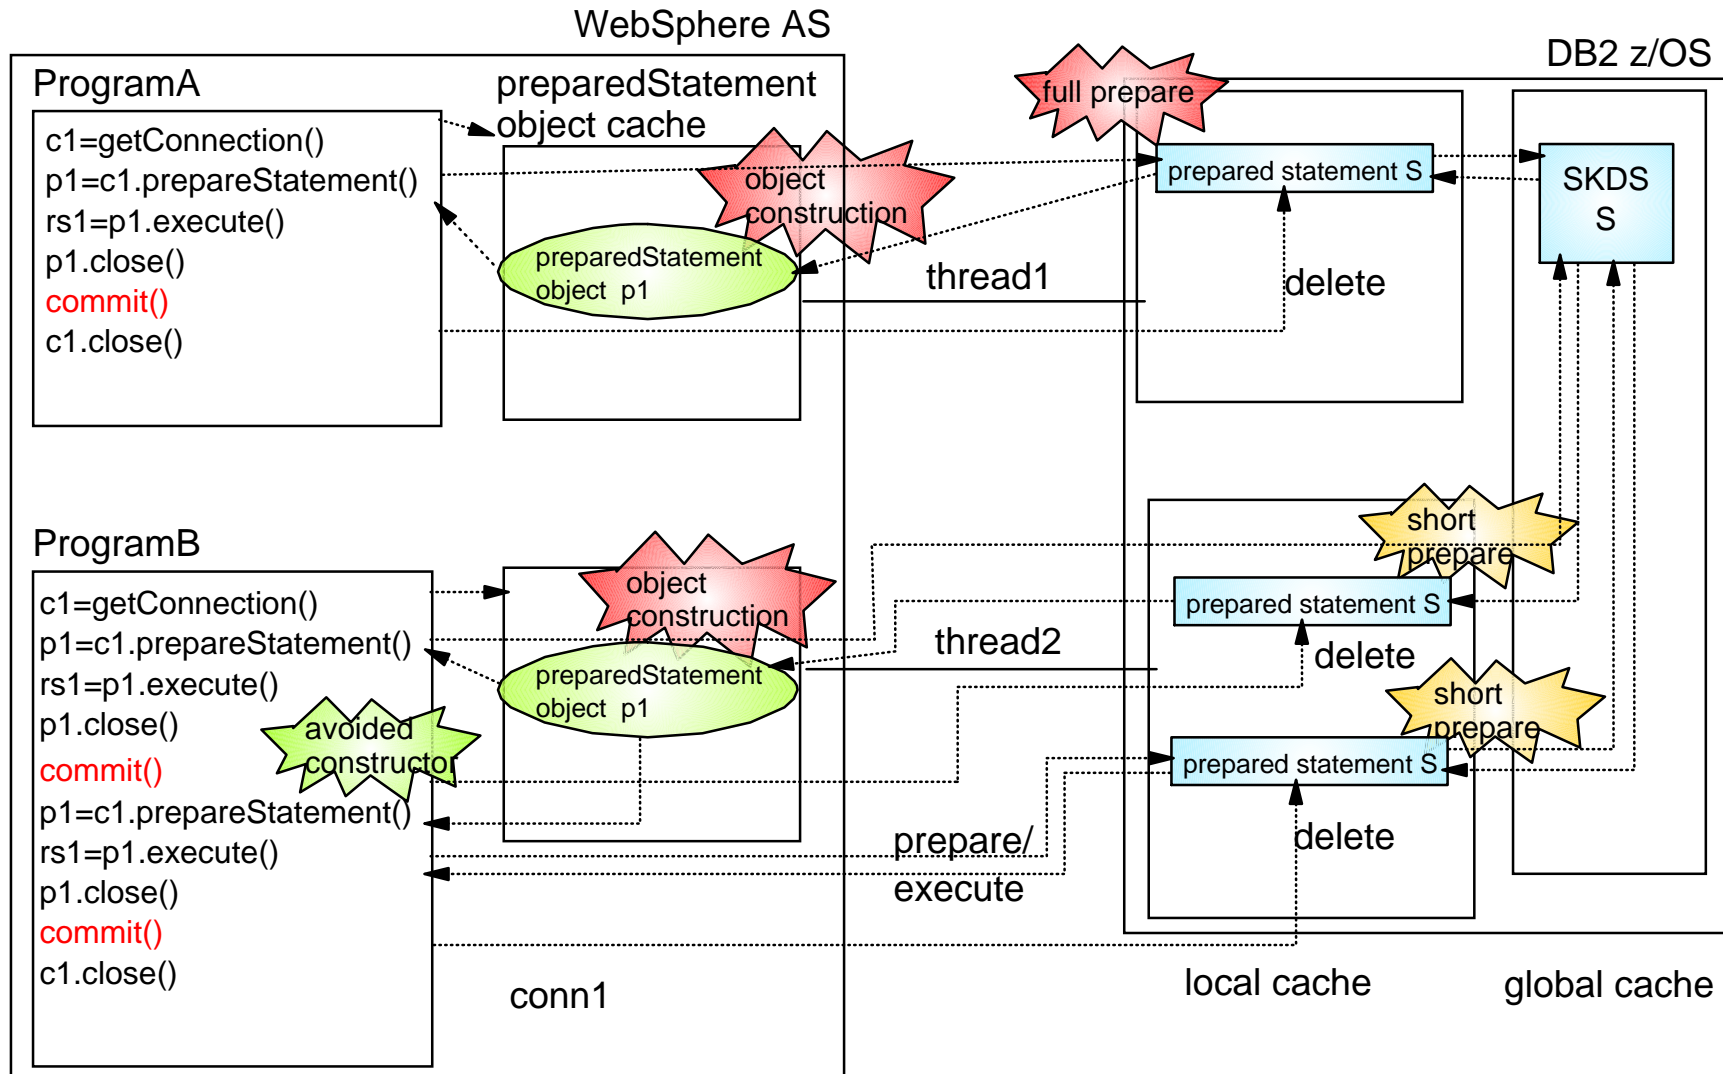 WebSphere AS
DB2 z/OS
ProgramA
preparedStatement
object cache
full prepare
c1=getConnection()
p1=c1.prepareStatement()
rs1=p1.execute()
p1.close()
commit()
c1.close()
object
construction
preparedStatement
object p1
thread1
prepared statement S
delete
SKDS
S
ProgramB
c1=getConnection()
p1=c1.prepareStatement()
rs1=p1.execute()
p1.close()
commit()
p1=c1.prepareStatement()
rs1=p1.execute()
p1.close()
commit()
c1.close()
avoided
constructor
object
construction
preparedStatement
object p1
thread2
short
prepare
prepared statement S
delete
short
prepare
prepared statement S
delete
prepare/
execute
conn1
local cache
global cache